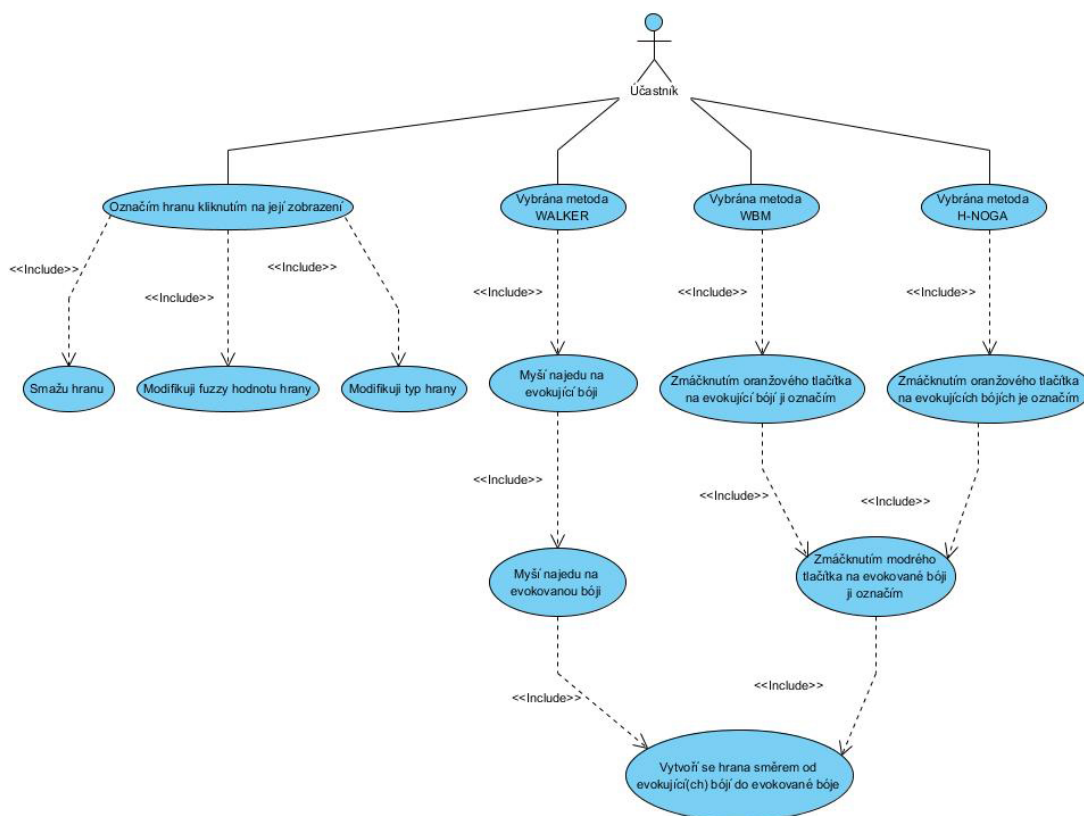 Účastník
Označím hranu kliknutím na její zobrazení
Vybrána metoda
WALKER
Vybrána metoda
WBM
Vybrána metoda
H-NOGA
<<Include>>
<<Include>>
<<Include>>
<<Include>>
<<Include>>
<<Include>>
Smažu hranu
Modifikuji fuzzy hodnotu hrany
Modifikuji typ hrany
Myší najedu na
evokující bóji
Zmáčknutím oranžového tlačítka
na evokující bójí ji označím
Zmáčknutím oranžového tlačítka
na evokujících bójích je označím
<<Include>>
<<Include>>
<<Include>>
Myší najedu na
evokovanou bóji
Zmáčknutím modrého
tlačítka na evokované bóji
ji označím
<<Include>>
<<Include>>
Vytvoří se hrana směrem od
evokující(ch) bójí do evokované bóje